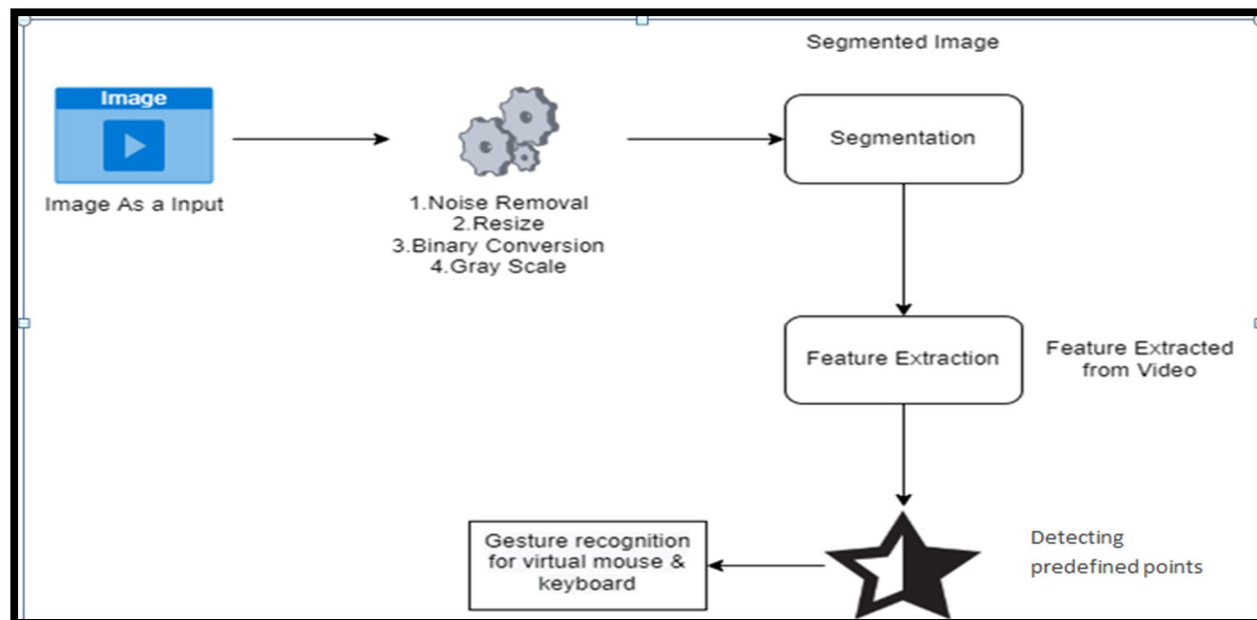 Segmented Image
Image
Image As a Input
1.Noise Removal
2.Resize
3.Binary Conversion
4.Gray Scale
Segmentation
Feature Extraction
Feature Extracted
from Video
Detecting
predefined points
Gesture recognition
for virtual mouse &
keyboard